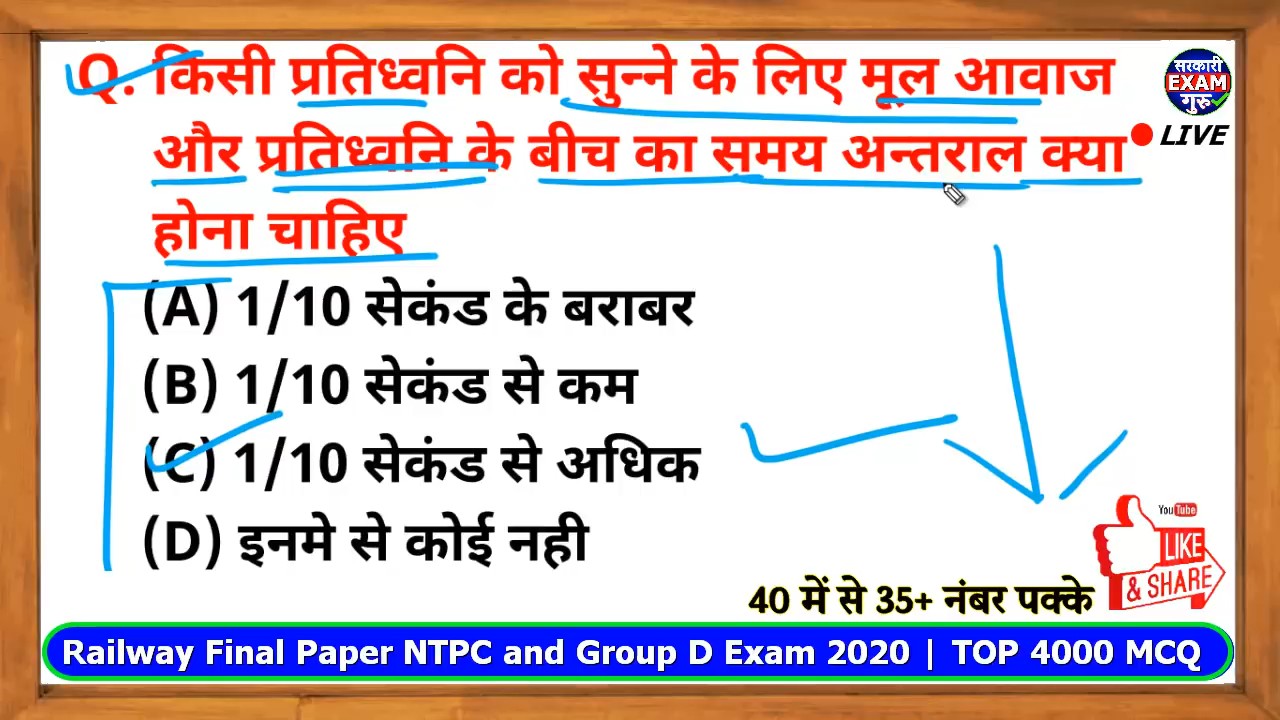 Q. किसी प्रतिध्वनि को सुन्ने के लिए मूल आवाज
और प्रतिध्वनि के बीच का समय अन्तराल क्या
होना चाहिए
(A) 1/10 सेकंड के बराबर
(B) 1/10 सेकंड से कम
(C) 1/10 सेकंड से अधिक
(D) इनमे से कोई नही
सरकारी
EXAM
गुरु
LIVE
YouTube
LIKE
& SHARE
40 में से 35+ नंबर पक्के
Railway Final Paper NTPC and Group D Exam 2020 | TOP 4000 MCQ